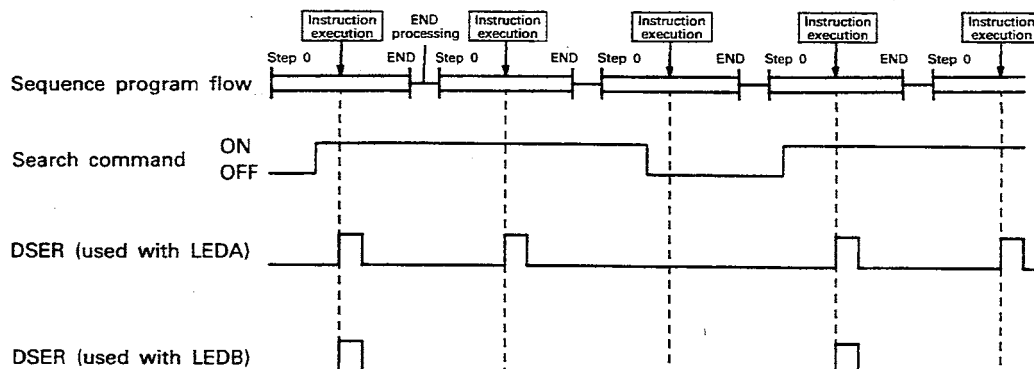 Instruction execution
END processing
Instruction execution
Instruction execution
Instruction execution
Instruction execution
Step 0 END Step 0 END Step 0 END Step 0 END Step 0
Sequence program flow
Search command ON
OFF
DSER (used with LEDA)
DSER (used with LEDB)